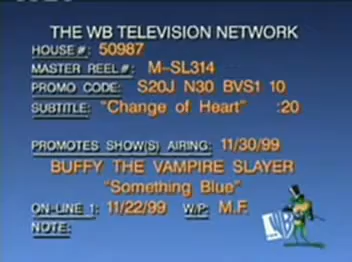 THE WB TELEVISION NETWORK
HOUSE#: 50987
MASTER REEL#: M-SL314
PROMO CODE: S20J N30 BVS1 10
SUBTITLE: "Change of Heart" :20
PROMOTES SHOW(S) AIRING: 11/30/99
BUFFY THE VAMPIRE SLAYER
"Something Blue"
ON-LINE 1: 11/22/99 W/P: M.F.
NOTE:
WB